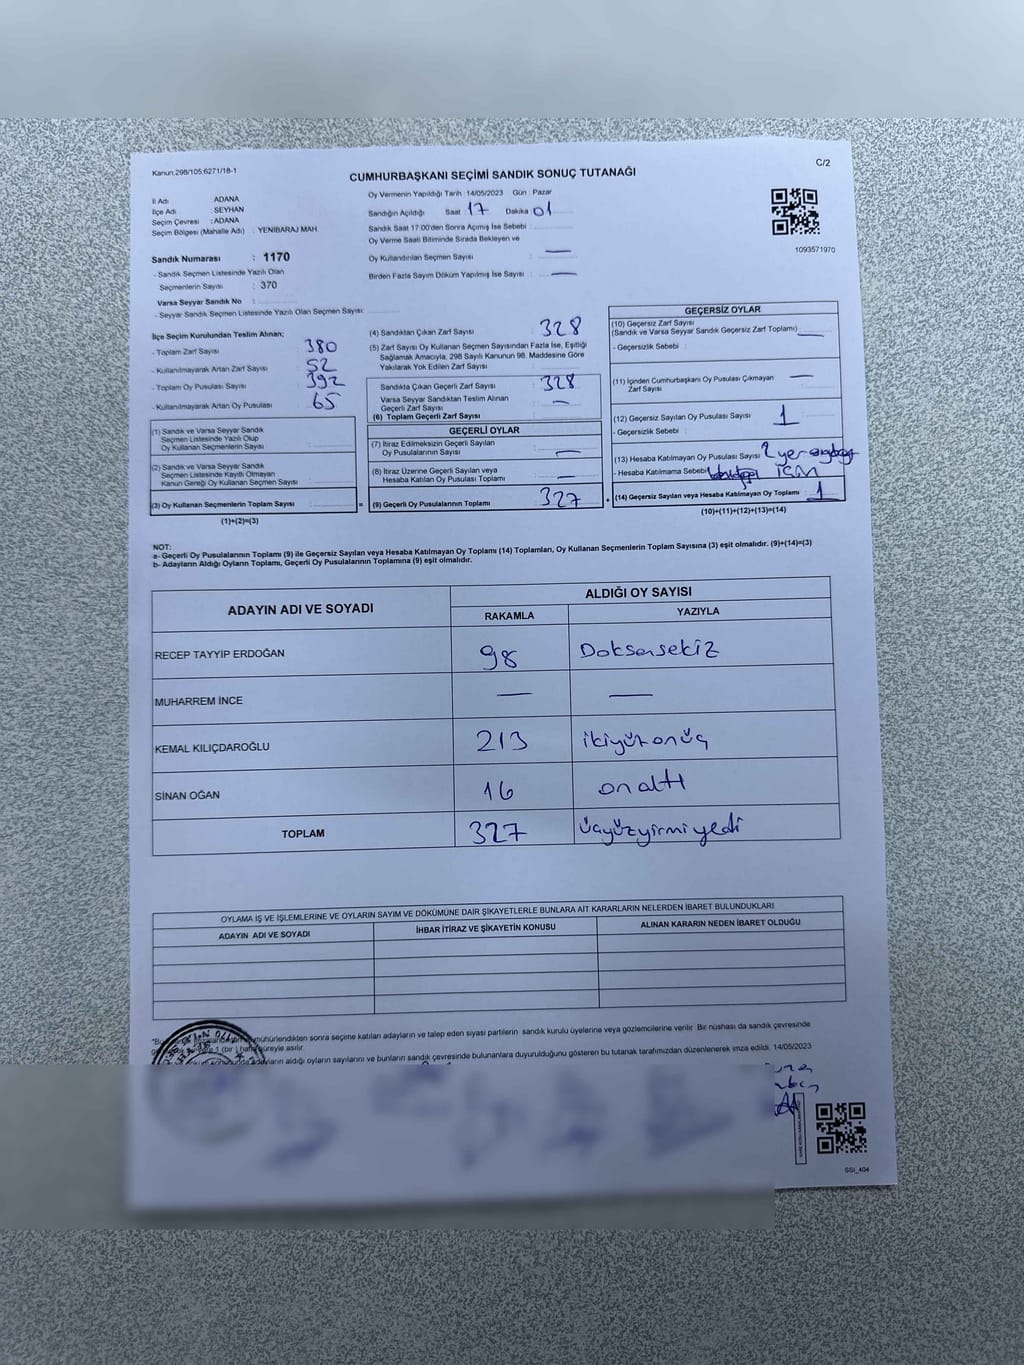 Kanun:298/105:6271/18-1
C/2
CUMHURBAŞKANI SEÇİMİ SANDIK SONUÇ TUTANAĞI
1093571970
İl Adı ADANA
İlçe Adı SEYHAN
Seçim Çevresi : ADANA
Seçim Bölgesi (Mahalle Adı) : YENİBARAJ MAH
Sandık Numarası : 1170
- Sandık Seçmen Listesinde Yazılı Olan
Seçmenlerin Sayısı : 370
Varsa Seyyar Sandık No :
- Seyyar Sandık Seçmen Listesinde Yazılı Olan Seçmen Sayısı:
Oy Vermenin Yapıldığı Tarih :14/05/2023 Gün : Pazar
Sandığın Açıldığı Saat : 17 Dakika : 01
Sandık Saat 17:00'den Sonra Açılmış İse Sebebi :
Oy Verme Saati Bitiminde Sırada Bekleyen ve
Oy Kullandırılan Seçmen Sayısı : —
Birden Fazla Sayım Döküm Yapılmış İse Sayısı : —
İlçe Seçim Kurulundan Teslim Alınan;
- Toplam Zarf Sayısı : 380
- Kullanılmayarak Artan Zarf Sayısı : 52
- Toplam Oy Pusulası Sayısı : 392
- Kullanılmayarak Artan Oy Pusulası : 65
(1) Sandık ve Varsa Seyyar Sandık
Seçmen Listesinde Yazılı Olup
Oy Kullanan Seçmenlerin Sayısı :
(2) Sandık ve Varsa Seyyar Sandık
Seçmen Listesinde Kayıtlı Olmayan
Kanun Gereği Oy Kullanan Seçmen Sayısı :
(3) Oy Kullanan Seçmenlerin Toplam Sayısı :
(1)+(2)=(3)
(4) Sandıktan Çıkan Zarf Sayısı : 328
(5) Zarf Sayısı Oy Kullanan Seçmen Sayısından Fazla İse, Eşitliği
Sağlamak Amacıyla, 298 Sayılı Kanunun 98. Maddesine Göre
Yakılarak Yok Edilen Zarf Sayısı :
Sandıkta Çıkan Geçerli Zarf Sayısı : 328
Varsa Seyyar Sandıktan Teslim Alınan
Geçerli Zarf Sayısı : —
(6) Toplam Geçerli Zarf Sayısı :
GEÇERLİ OYLAR
(7) İtiraz Edilmeksizin Geçerli Sayılan
Oy Pusulalarının Sayısı : —
(8) İtiraz Üzerine Geçerli Sayılan veya
Hesaba Katılan Oy Pusulası Toplamı : —
= (9) Geçerli Oy Pusulalarının Toplamı : 327 +
GEÇERSİZ OYLAR
(10) Geçersiz Zarf Sayısı
(Sandık ve Varsa Seyyar Sandık Geçersiz Zarf Toplamı) : —
- Geçersizlik Sebebi :
(11) İçinden Cumhurbaşkanı Oy Pusulası Çıkmayan —
Zarf Sayısı :
(12) Geçersiz Sayılan Oy Pusulası Sayısı : 1
- Geçersizlik Sebebi :
(13) Hesaba Katılmayan Oy Pusulası Sayısı : 2 yer
- Hesaba Katılmama Sebebi : için
(14) Geçersiz Sayılan veya Hesaba Katılmayan Oy Toplamı : 1
(10)+(11)+(12)+(13)=(14)
NOT:
a- Geçerli Oy Pusulalarının Toplamı (9) ile Geçersiz Sayılan veya Hesaba Katılmayan Oy Toplamı (14) Toplamları, Oy Kullanan Seçmenlerin Toplam Sayısına (3) eşit olmalıdır. (9)+(14)=(3)
b- Adayların Aldığı Oyların Toplamı, Geçerli Oy Pusulalarının Toplamına (9) eşit olmalıdır.
ADAYIN ADI VE SOYADI
ALDIĞI OY SAYISI
RAKAMLA YAZIYLA
RECEP TAYYİP ERDOĞAN 98 Doksansekiz
MUHARREM İNCE — —
KEMAL KILIÇDAROĞLU 213 ikiyüzonüç
SİNAN OĞAN 16 onaltı
TOPLAM 327 üçyüzyirmiyedi
OYLAMA İŞ VE İŞLEMLERİNE VE OYLARIN SAYIM VE DÖKÜMÜNE DAİR ŞİKAYETLERLE BUNLARA AİT KARARLARIN NELERDEN İBARET BULUNDUKLARI
ADAYIN ADI VE SOYADI İHBAR İTİRAZ VE ŞİKAYETİN KONUSU ALINAN KARARIN NEDEN İBARET OLDUĞU
mühürlendikten sonra seçime katılan adayların ve talep eden siyasi partilerin sandık kurulu üyelerine veya gözlemcilerine verilir. Bir nüshası da sandık çevresinde
1 (bir ) hafta süreyle asılır.
adayların aldığı oyların sayılarını ve bunların sandık çevresinde bulunanlara duyurulduğunu gösteren bu tutanak tarafımızdan düzenlenerek imza edildi. 14/05/2023
SSI_404